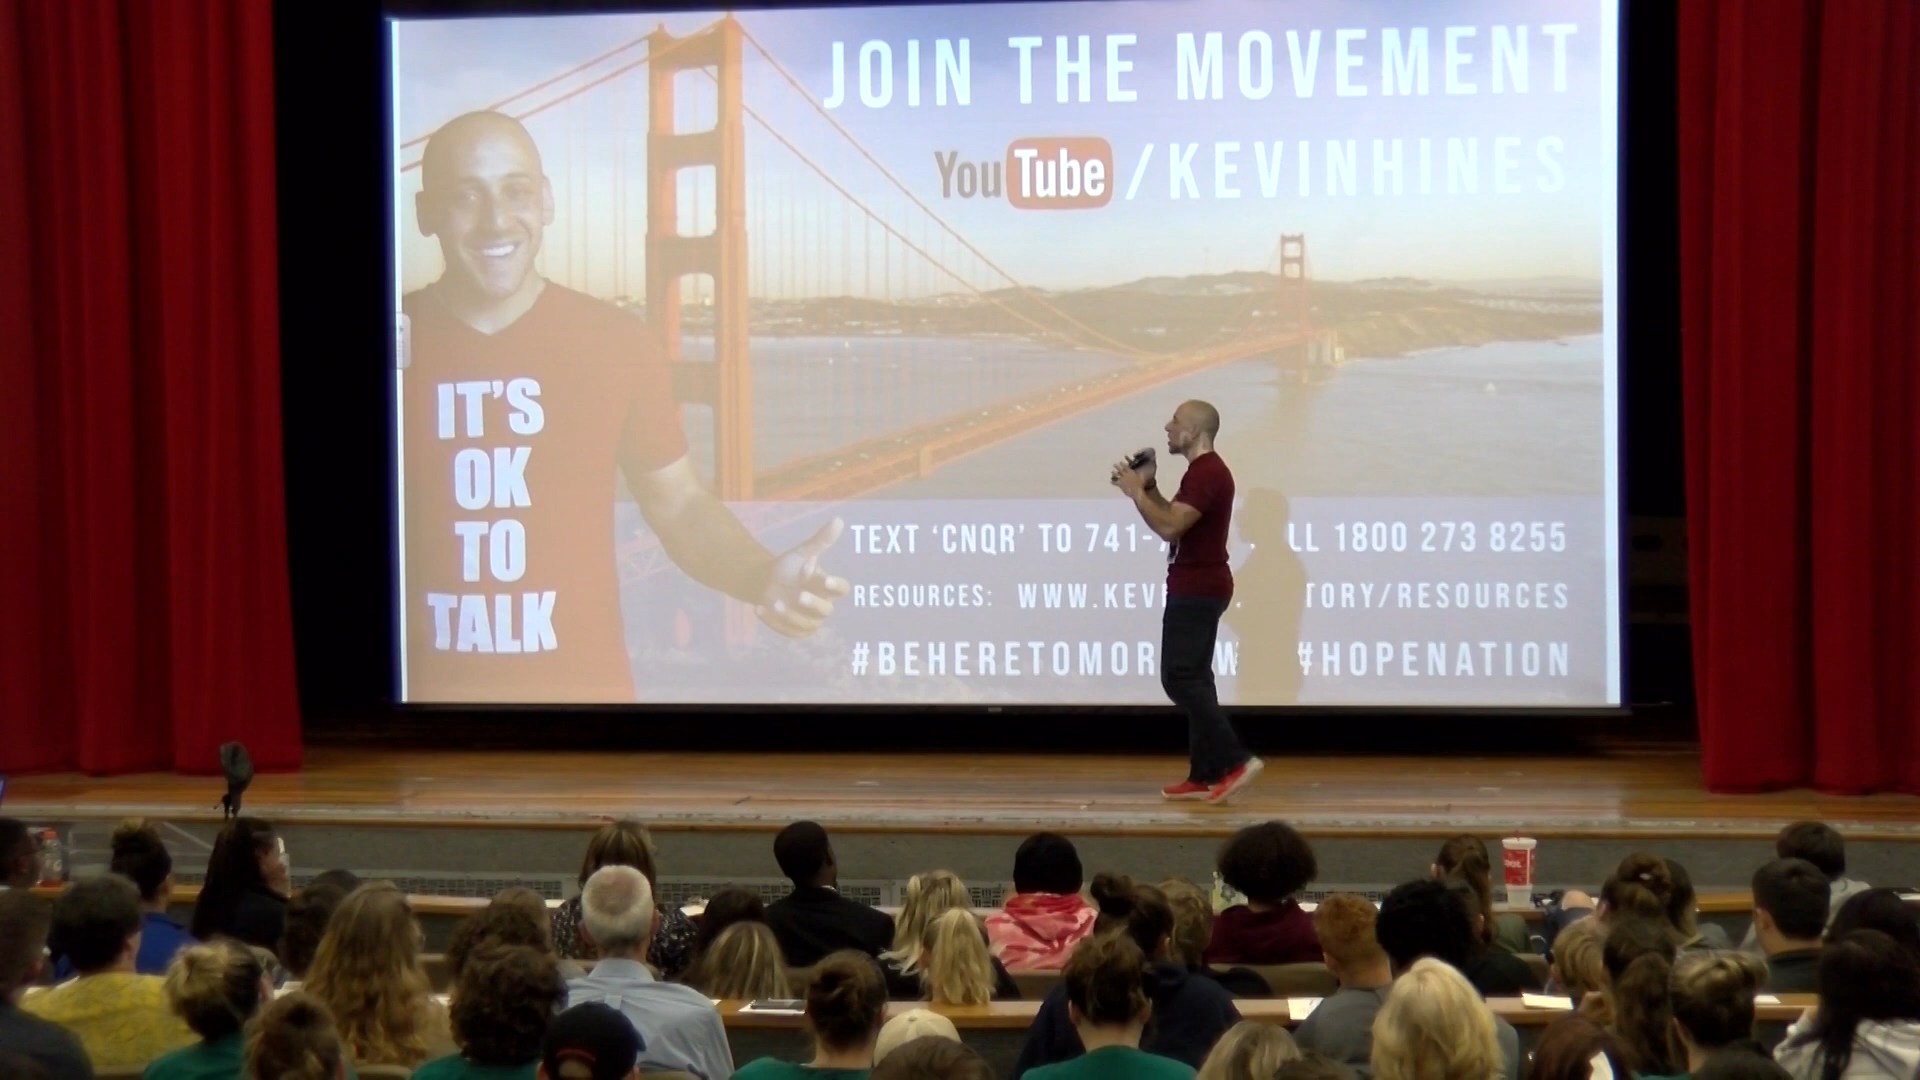 JOIN THE MOVEMENT
YouTube/KEVINHINES
IT'S
OK
TO
TALK
TEXT ‘CNQR’ TO 741- LL 1800 273 8255
RESOURCES: WWW.KEVI TORY/RESOURCES
#BEHERETOMOR W #HOPENATION